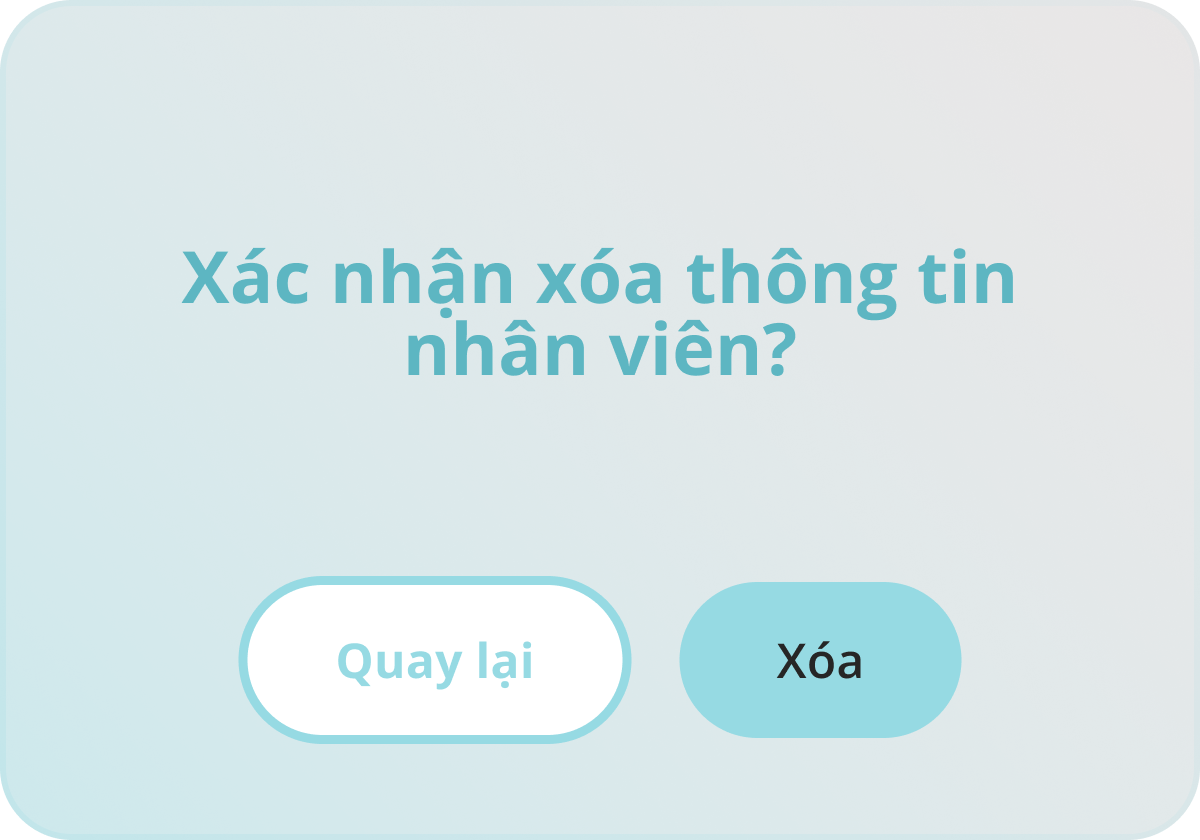 Xác nhận xóa thông tin
nhân viên?
Quay lại
Xóa